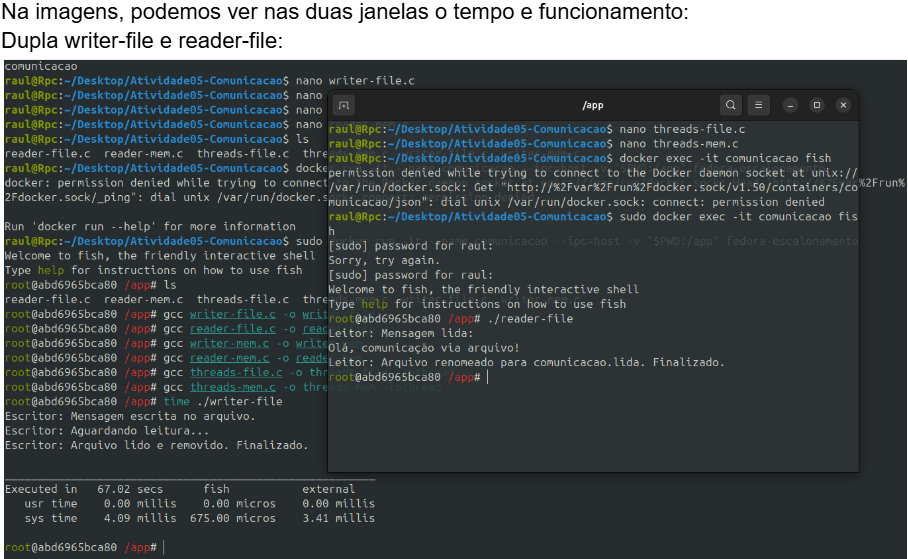 Na imagens, podemos ver nas duas janelas o tempo e funcionamento:
Dupla writer-file e reader-file:
comunicacao
raul@Rpc:~/Desktop/Atividade05-Comunicacao$ nano writer-file.c
raul@Rpc:~/Desktop/Atividade05-Comunicacao$ nano
raul@Rpc:~/Desktop/Atividade05-Comunicacao$ nano
raul@Rpc:~/Desktop/Atividade05-Comunicacao$ nano
raul@Rpc:~/Desktop/Atividade05-Comunicacao$ ls
reader-file.c reader-mem.c threads-file.c thre
raul@Rpc:~/Desktop/Atividade05-Comunicacao$ docke
docker: permission denied while trying to connect
%2Frun%
2Fdocker.sock/_ping": dial unix /var/run/docker.s
Run 'docker run --help' for more information
raul@Rpc:~/Desktop/Atividade05-Comunicacao$ sudo
Welcome to fish, the friendly interactive shell
Type help for instructions on how to use fish
root@abd6965bca80 /app# ls
reader-file.c reader-mem.c threads-file.c thre
root@abd6965bca80 /app# gcc writer-file.c -o writ
root@abd6965bca80 /app# gcc reader-file.c -o read
root@abd6965bca80 /app# gcc writer-mem.c -o write
root@abd6965bca80 /app# gcc reader-mem.c -o reade
root@abd6965bca80 /app# gcc threads-file.c -o thr
root@abd6965bca80 /app# gcc threads-mem.c -o thre
root@abd6965bca80 /app# time ./writer-file
Escritor: Mensagem escrita no arquivo.
Escritor: Aguardando leitura...
Escritor: Arquivo lido e removido. Finalizado.
Executed in 67.02 secs fish external
usr time 0.00 millis 0.00 micros 0.00 millis
sys time 4.09 millis 675.00 micros 3.41 millis
root@abd6965bca80 /app#
/app
raul@Rpc:~/Desktop/Atividade05-Comunicacao$ nano threads-file.c
raul@Rpc:~/Desktop/Atividade05-Comunicacao$ nano threads-mem.c
raul@Rpc:~/Desktop/Atividade05-Comunicacao$ docker exec -it comunicacao fish
permission denied while trying to connect to the Docker daemon socket at unix://
/var/run/docker.sock: Get "http://%2Fvar%2Frun%2Fdocker.sock/v1.50/containers/co
municacao/json": dial unix /var/run/docker.sock: connect: permission denied
raul@Rpc:~/Desktop/Atividade05-Comunicacao$ sudo docker exec -it comunicacao fis
h
comunicacao --ipc=host -v "$PWD:/app" fedora-escalonamento
[sudo] password for raul:
Sorry, try again.
[sudo] password for raul:
Welcome to fish, the friendly interactive shell
Type help for instructions on how to use fish
root@abd6965bca80 /app# ./reader-file
Leitor: Mensagem lida:
Olá, comunicação via arquivo!
Leitor: Arquivo renomeado para comunicacao.lida. Finalizado.
root@abd6965bca80 /app#